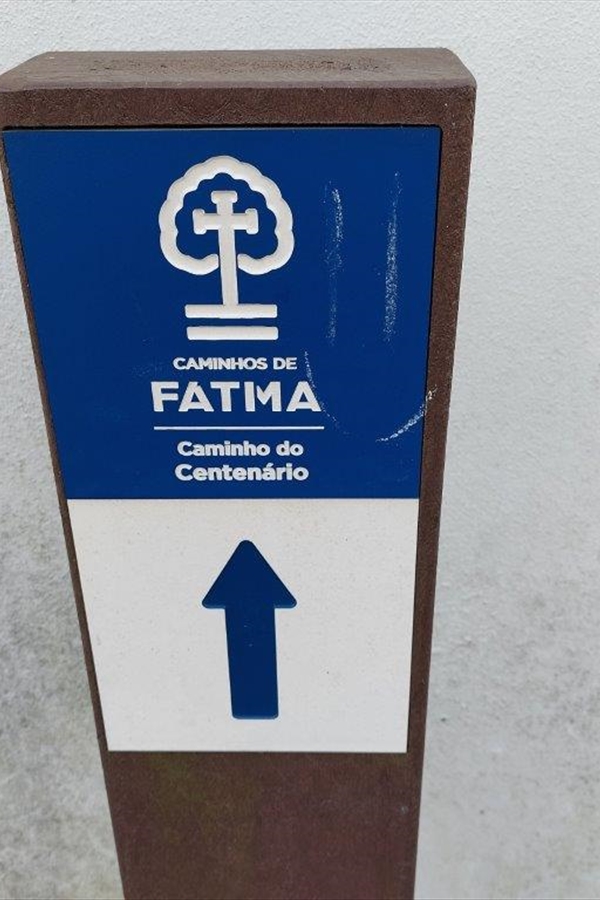 CAMINHOS DE
FATIMA
Caminho do
Centenário